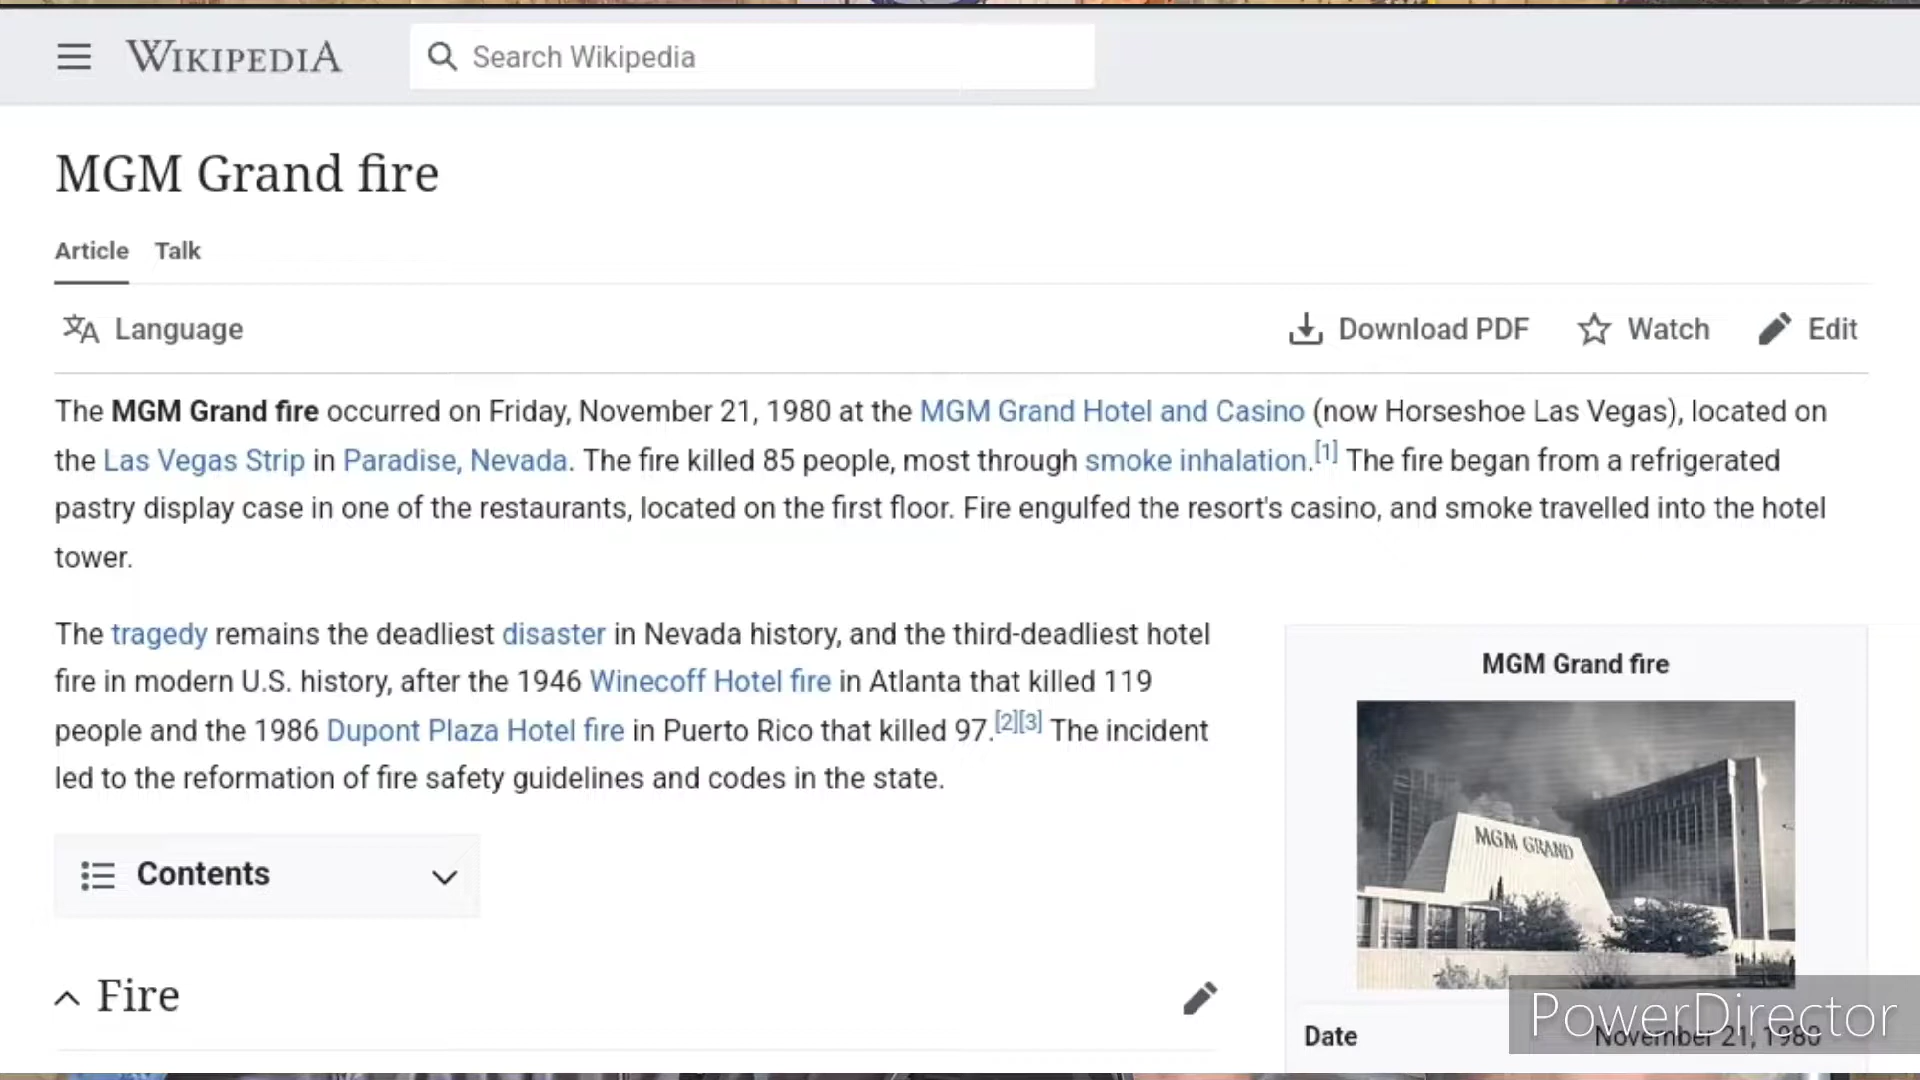 WIKIPEDIA
Search Wikipedia
MGM Grand fire
Article Talk
Language
Download PDF Watch Edit
The MGM Grand fire occurred on Friday, November 21, 1980 at the MGM Grand Hotel and Casino (now Horseshoe Las Vegas), located on
the Las Vegas Strip in Paradise, Nevada. The fire killed 85 people, most through smoke inhalation.[1] The fire began from a refrigerated
pastry display case in one of the restaurants, located on the first floor. Fire engulfed the resort's casino, and smoke travelled into the hotel
tower.
The tragedy remains the deadliest disaster in Nevada history, and the third-deadliest hotel
fire in modern U.S. history, after the 1946 Winecoff Hotel fire in Atlanta that killed 119
people and the 1986 Dupont Plaza Hotel fire in Puerto Rico that killed 97.[2][3] The incident
led to the reformation of fire safety guidelines and codes in the state.
Contents
Fire
MGM Grand fire
MGM GRAND
Date November 21, 1980
PowerDirector